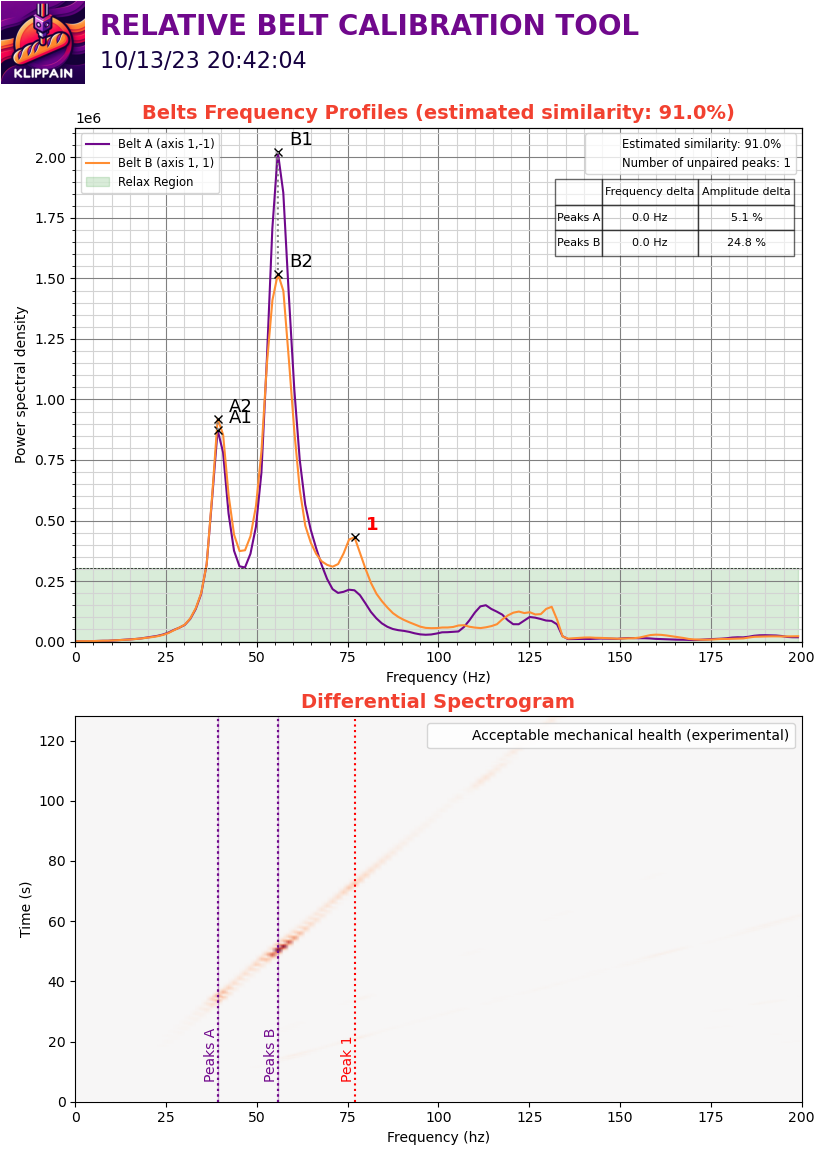 KLIPPAIN
RELATIVE BELT CALIBRATION TOOL
10/13/23 20:42:04
Belts Frequency Profiles (estimated similarity: 91.0%)
1e6
Belt A (axis 1,-1)
Belt B (axis 1, 1)
Relax Region
Estimated similarity: 91.0%
Number of unpaired peaks: 1
Frequency delta Amplitude delta
Peaks A 0.0 Hz 5.1 %
Peaks B 0.0 Hz 24.8 %
B1
B2
A2
A1
1
Power spectral density
2.00
1.75
1.50
1.25
1.00
0.75
0.50
0.25
0.00
0 25 50 75 100 125 150 175 200
Frequency (Hz)
Differential Spectrogram
Acceptable mechanical health (experimental)
Time (s)
120
100
80
60
40
20
0
Peaks A
Peaks B
Peak 1
0 25 50 75 100 125 150 175 200
Frequency (hz)